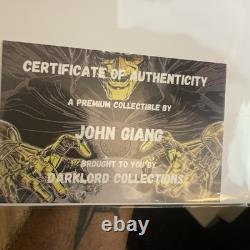 CERTIFICATE OF AUTHENTICITY
A PREMIUM COLLECTIBLE BY
JOHN GIANG
BROUGHT TO YOU BY
DARKLORD COLLECTIONS